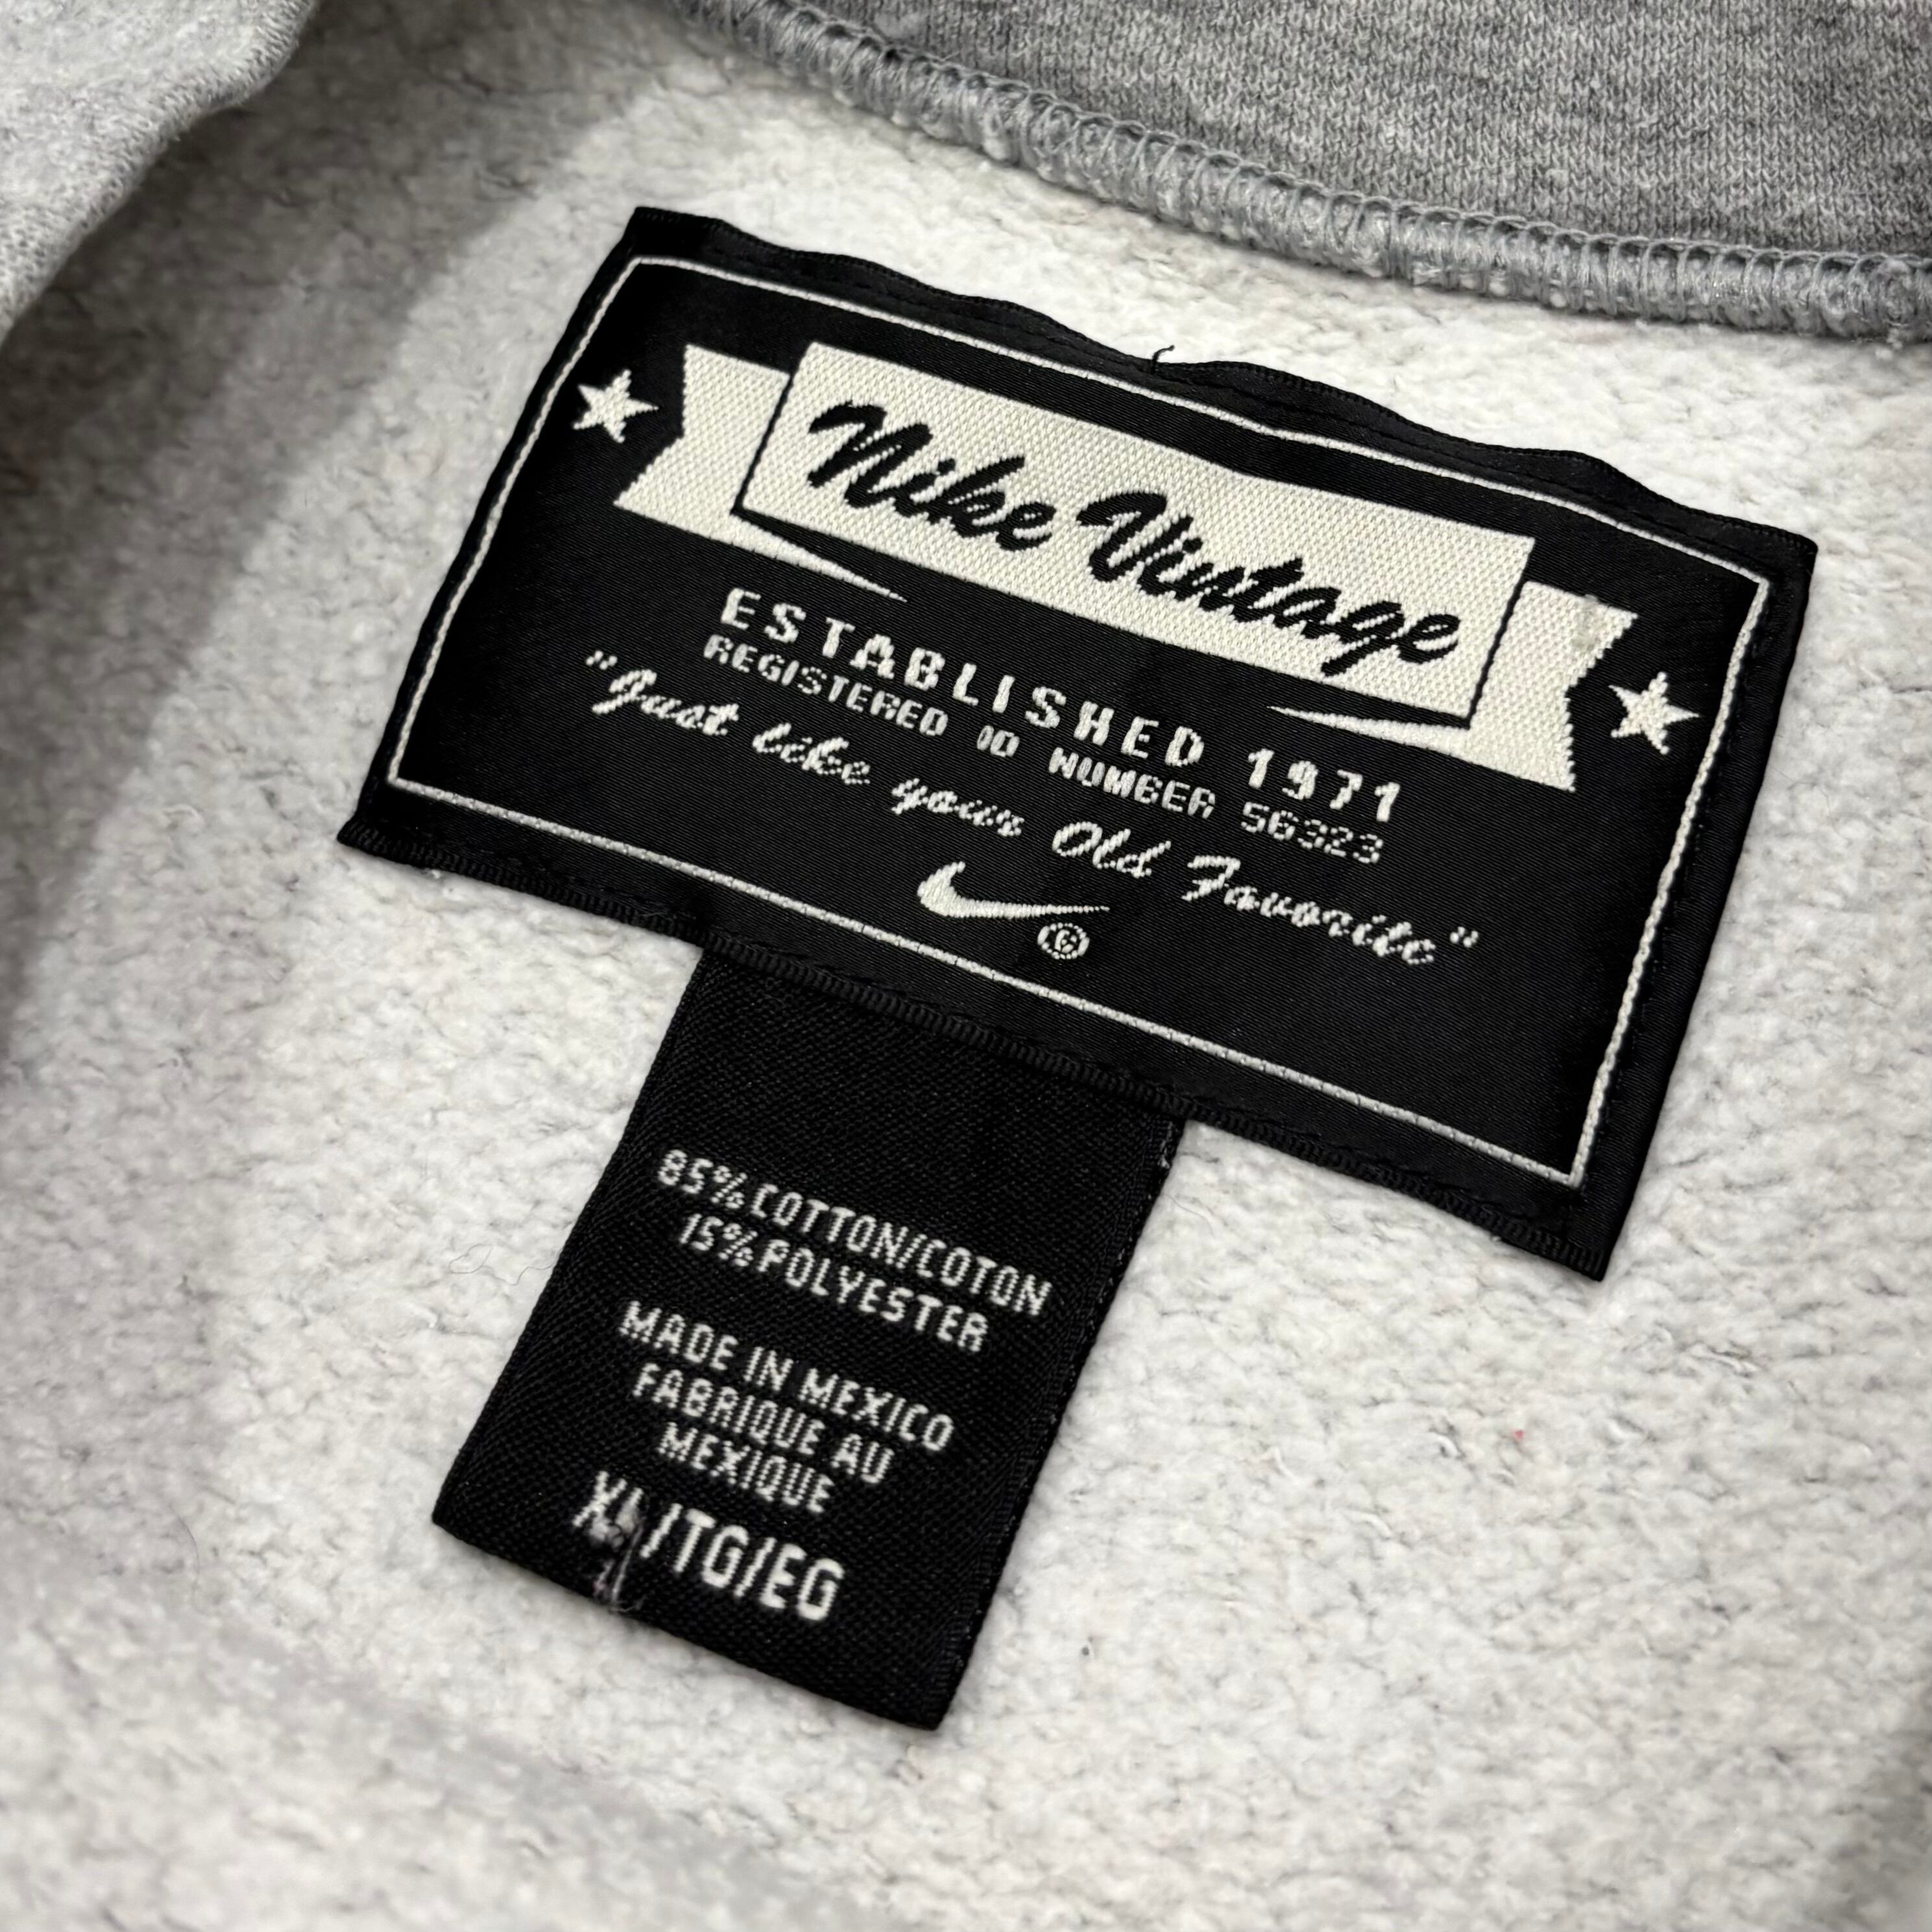 Nike Vintage
ESTABLISHED 1971
REGISTERED ID NUMBER 56323
"Just like your Old Favorite"
®
85% COTTON/COTON
15% POLYESTER
MADE IN MEXICO
FABRIQUE AU
MEXIQUE
XL/TG/EG